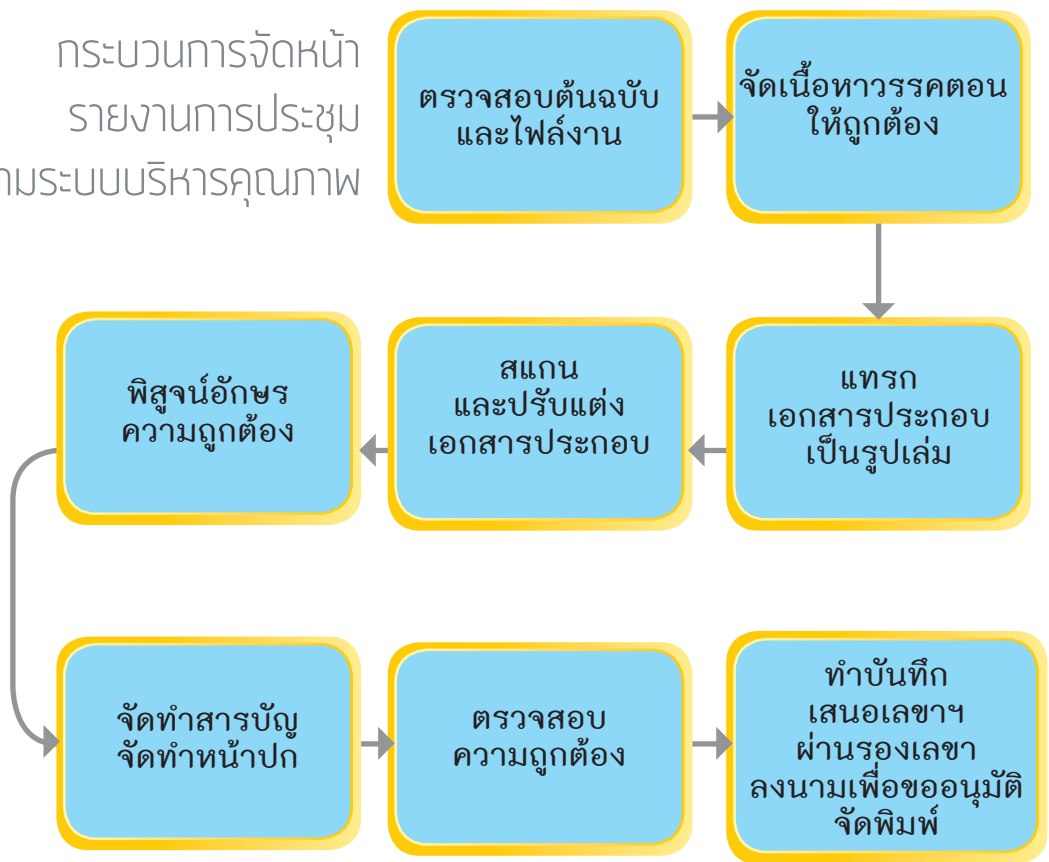 กระบวนการจัดหน้า
รายงานการประชุม
ามระบบบริหารคุณภาพ
ตรวจสอบต้นฉบับ
และไฟล์งาน
จัดเนื้อหาวรรคตอน
ให้ถูกต้อง
แทรก
เอกสารประกอบ
เป็นรูปเล่ม
สแกน
และปรับแต่ง
เอกสารประกอบ
พิสูจน์อักษร
ความถูกต้อง
จัดทำสารบัญ
จัดทำหน้าปก
ตรวจสอบ
ความถูกต้อง
ทำบันทึก
เสนอเลขาฯ
ผ่านรองเลขา
ลงนามเพื่อขออนุมัติ
จัดพิมพ์